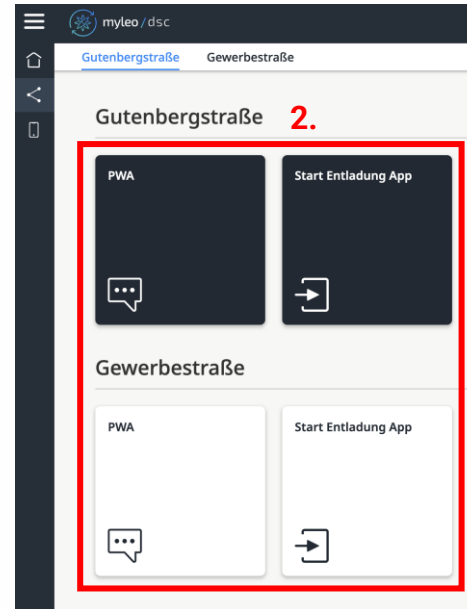 myleo/dsc
Gutenbergstraße Gewerbestraße
Gutenbergstraße 2.
PWA Start Entladung App
Gewerbestraße
PWA Start Entladung App